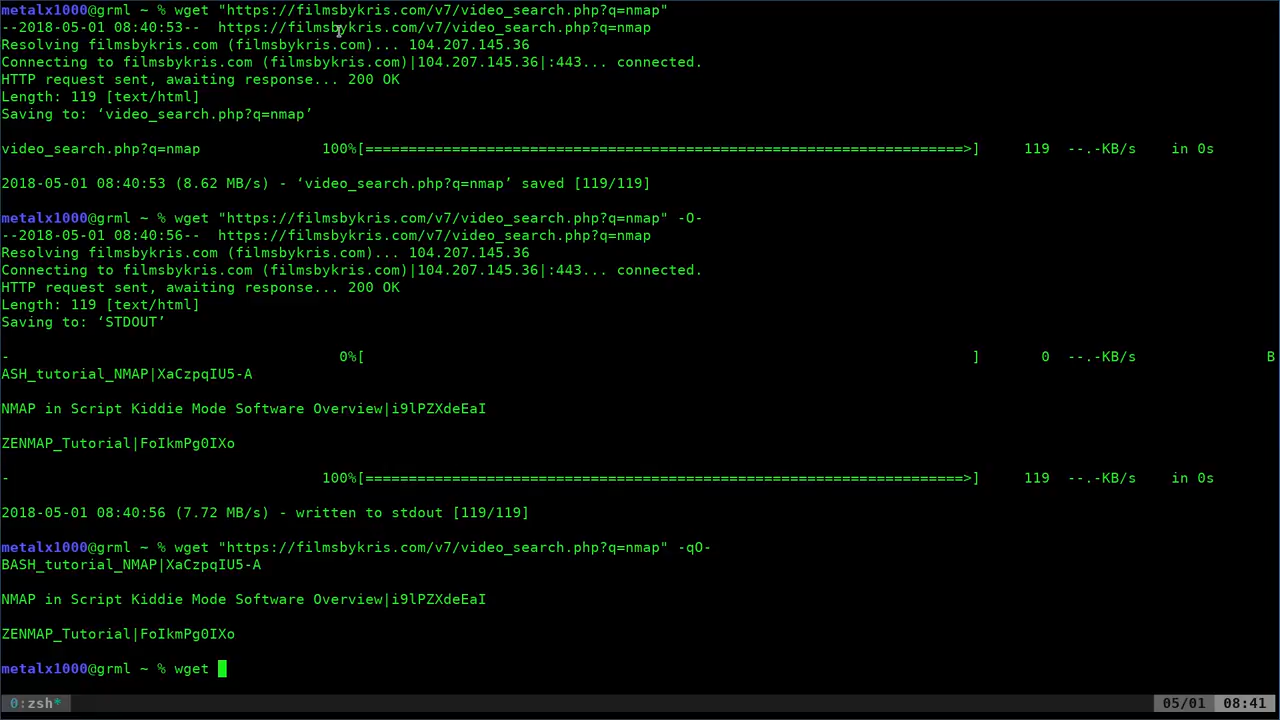 metalx1000@grml ~ % wget "https://filmsbykris.com/v7/video_search.php?q=nmap"
--2018-05-01 08:40:53--  https://filmsbykris.com/v7/video_search.php?q=nmap
Resolving filmsbykris.com (filmsbykris.com)... 104.207.145.36
Connecting to filmsbykris.com (filmsbykris.com)|104.207.145.36|:443... connected.
HTTP request sent, awaiting response... 200 OK
Length: 119 [text/html]
Saving to: ‘video_search.php?q=nmap’
video_search.php?q=nmap              100%[=====================================================================>]     119  --.-KB/s    in 0s
2018-05-01 08:40:53 (8.62 MB/s) - ‘video_search.php?q=nmap’ saved [119/119]
metalx1000@grml ~ % wget "https://filmsbykris.com/v7/video_search.php?q=nmap" -O-
--2018-05-01 08:40:56--  https://filmsbykris.com/v7/video_search.php?q=nmap
Resolving filmsbykris.com (filmsbykris.com)... 104.207.145.36
Connecting to filmsbykris.com (filmsbykris.com)|104.207.145.36|:443... connected.
HTTP request sent, awaiting response... 200 OK
Length: 119 [text/html]
Saving to: ‘STDOUT’
-                                      0%[                                                                      ]       0  --.-KB/s               B
ASH_tutorial_NMAP|XaCzpqIU5-A
NMAP in Script Kiddie Mode Software Overview|i9lPZXdeEaI
ZENMAP_Tutorial|FoIkmPg0IXo
-                                    100%[=====================================================================>]     119  --.-KB/s    in 0s
2018-05-01 08:40:56 (7.72 MB/s) - written to stdout [119/119]
metalx1000@grml ~ % wget "https://filmsbykris.com/v7/video_search.php?q=nmap" -qO-
BASH_tutorial_NMAP|XaCzpqIU5-A
NMAP in Script Kiddie Mode Software Overview|i9lPZXdeEaI
ZENMAP_Tutorial|FoIkmPg0IXo
metalx1000@grml ~ % wget
0:zsh* 05/01 08:41